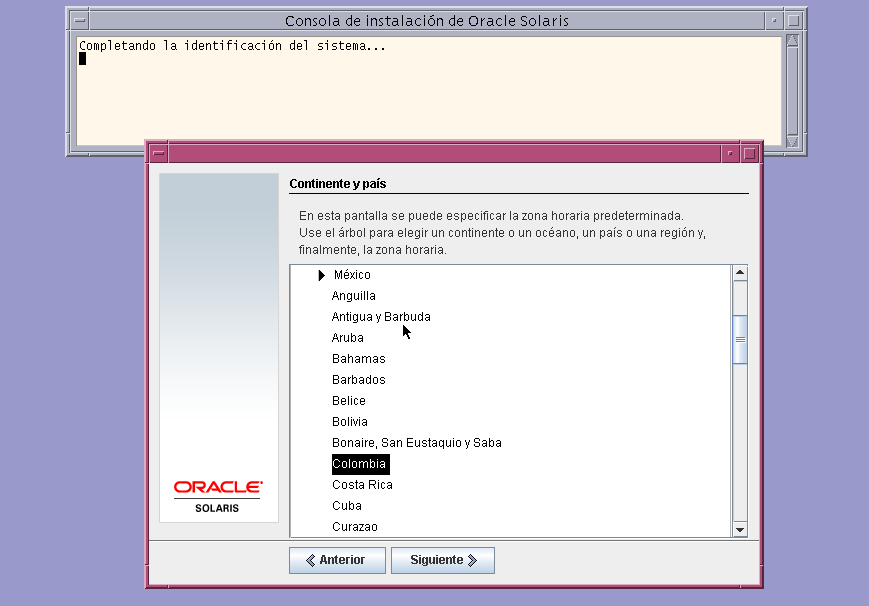 Consola de instalación de Oracle Solaris
Completando la identificación del sistema...
Continente y país
En esta pantalla se puede especificar la zona horaria predeterminada.
Use el árbol para elegir un continente o un océano, un país o una región y,
finalmente, la zona horaria.
México
Anguilla
Antigua y Barbuda
Aruba
Bahamas
Barbados
Belice
Bolivia
Bonaire, San Eustaquio y Saba
Colombia
Costa Rica
Cuba
Curazao
ORACLE
SOLARIS
Anterior
Siguiente